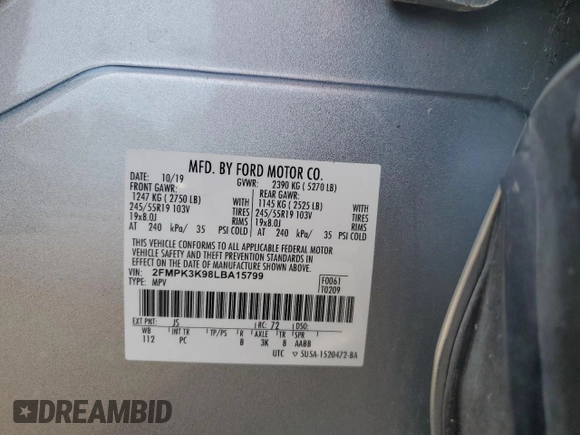 MFD. BY FORD MOTOR CO.
DATE: 10/19 GVWR: 2390 KG ( 5270 LB)
FRONT GAWR: REAR GAWR:
1247 KG ( 2750 LB) WITH 1145 KG ( 2525 LB) WITH
245/55R19 103V TIRES 245/55R19 103V TIRES
19x8.0J RIMS 19x8.0J RIMS
AT 240 kPa/ 35 PSI COLD AT 240 kPa/ 35 PSI COLD
THIS VEHICLE CONFORMS TO ALL APPLICABLE FEDERAL MOTOR
VEHICLE SAFETY AND THEFT PREVENTION STANDARDS IN
EFFECT ON THE DATE OF MANUFACTURE SHOWN ABOVE.
VIN: 2FMPK3K98LBA15799 F0061
TYPE: MPV T0209
EXT PNT: JS RC: 72 DSO:
WB INT TR TP/PS R AXLE TR SPR
112 PC B 3K 8 AABB
UTC 5U5A-1520472-BA
DREAMBID